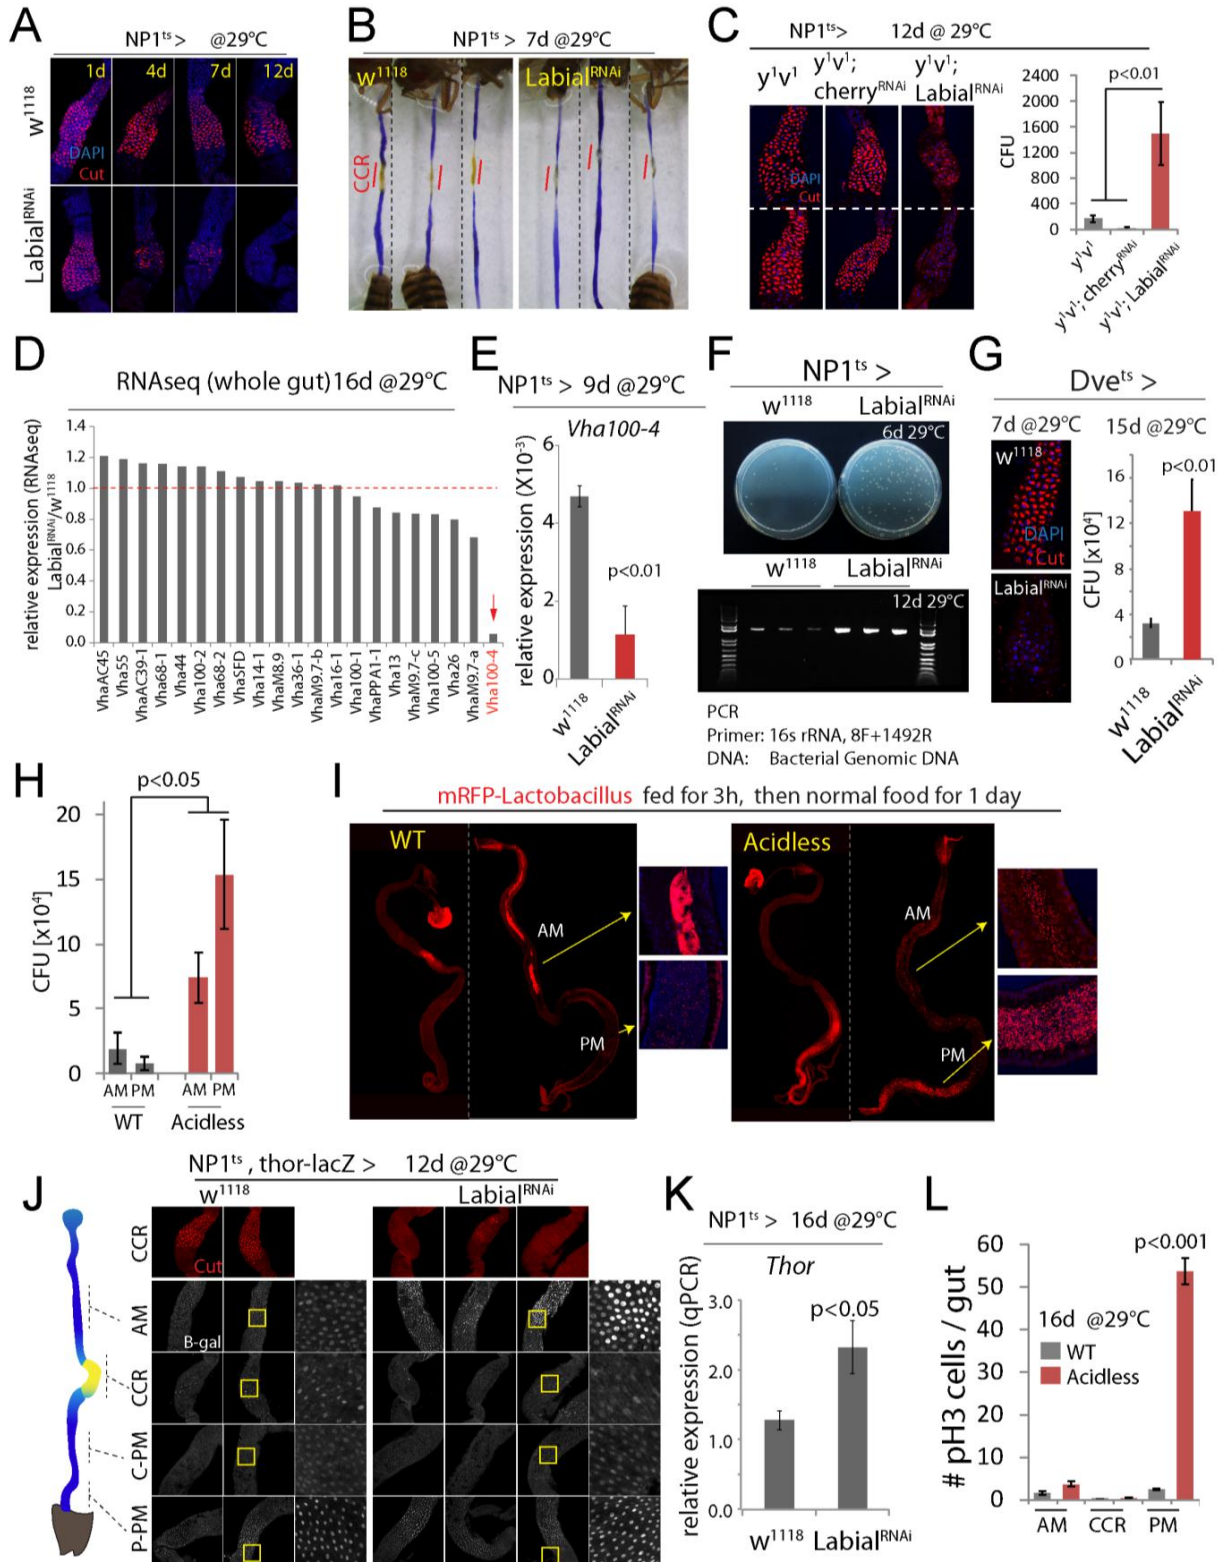 A
NP1ts > @29°C
1d 4d 7d 12d
w1118
DAPI
Cut
LabialRNAi
B
NP1ts > 7d @29°C
w1118 LabialRNAi
CCR
C
NP1ts> 12d @ 29°C
y1v1 y1v1; cherryRNAi y1v1; LabialRNAi
DAPI
Cut
p<0.01
CFU
2400
2000
1600
1200
800
400
0
y1v1
y1v1; cherryRNAi
y1v1; LabialRNAi
D
RNAseq (whole gut)16d @29°C
relative expression (RNAseq)
LabialRNAi/w1118
1.4
1.2
1.0
0.8
0.6
0.4
0.2
0.0
VhaAC45
Vha55
VhaAC39-1
Vha68-1
Vha44
Vha100-2
Vha68-2
VhaSFD
Vha14-1
VhaM8.9
Vha36-1
VhaM9.7-b
Vha16-1
Vha100-1
VhaPPA1-1
Vha13
VhaM9.7-c
Vha100-5
Vha26
VhaM9.7-a
Vha100-4
E
NP1ts > 9d @29°C
Vha100-4
relative expression (X10-3)
6
4
2
0
p<0.01
w1118
LabialRNAi
F
NP1ts >
w1118 LabialRNAi
6d 29°C
w1118 LabialRNAi
12d 29°C
PCR
Primer: 16s rRNA, 8F+1492R
DNA: Bacterial Genomic DNA
G
Dvets >
7d @29°C 15d @29°C
w1118
DAPI
Cut
LabialRNAi
p<0.01
CFU [x104]
16
12
8
4
0
w1118
LabialRNAi
H
p<0.05
CFU [x104]
20
15
10
5
0
AM PM AM PM
WT Acidless
I
mRFP-Lactobacillus fed for 3h, then normal food for 1 day
WT Acidless
AM
PM
AM
PM
J
NP1ts , thor-lacZ > 12d @29°C
w1118 LabialRNAi
CCR
Cut
AM
B-gal
CCR
C-PM
P-PM
K
NP1ts > 16d @29°C
Thor
relative expression (qPCR)
3.0
2.0
1.0
0.0
p<0.05
w1118 LabialRNAi
L
# pH3 cells / gut
60
50
40
30
20
10
0
p<0.001
16d @29°C
WT
Acidless
AM CCR PM